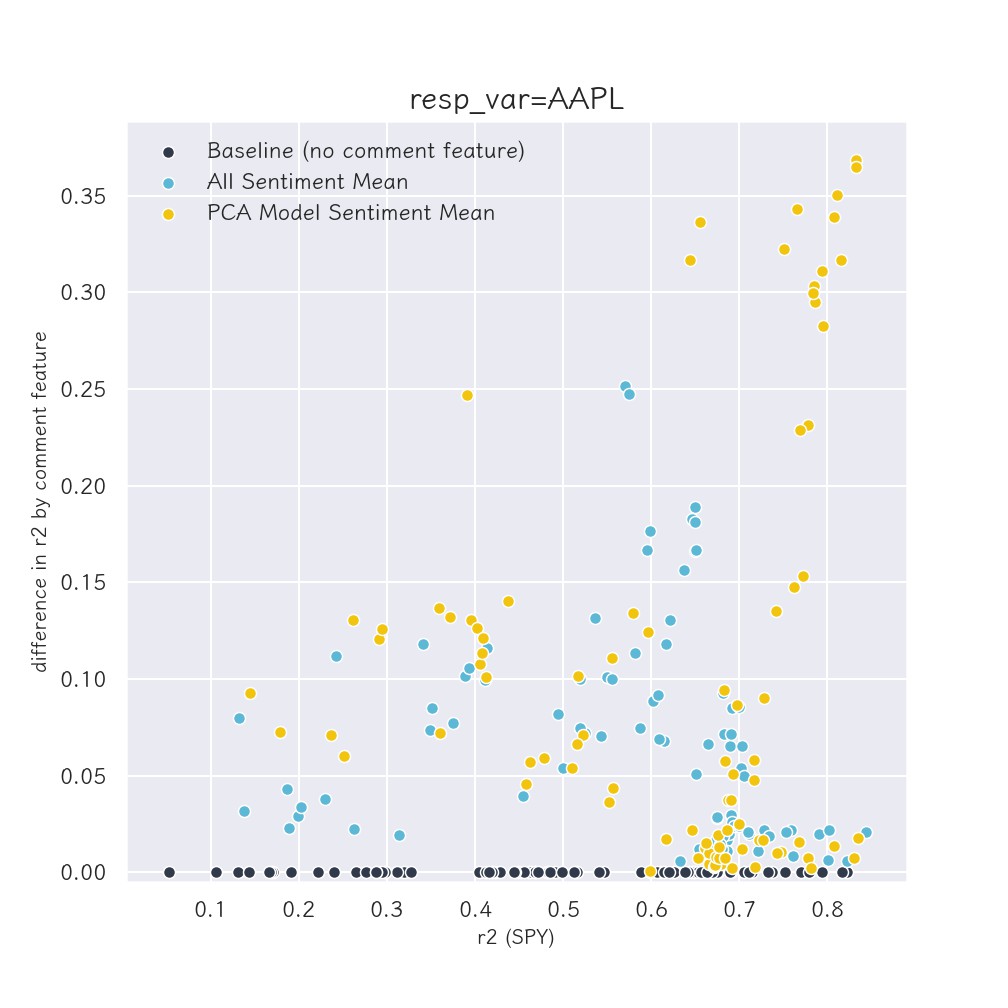 resp_var=AAPL
Baseline (no comment feature)
All Sentiment Mean
PCA Model Sentiment Mean
difference in r2 by comment feature
0.35
0.30
0.25
0.20
0.15
0.10
0.05
0.00
0.1 0.2 0.3 0.4 0.5 0.6 0.7 0.8
r2 (SPY)